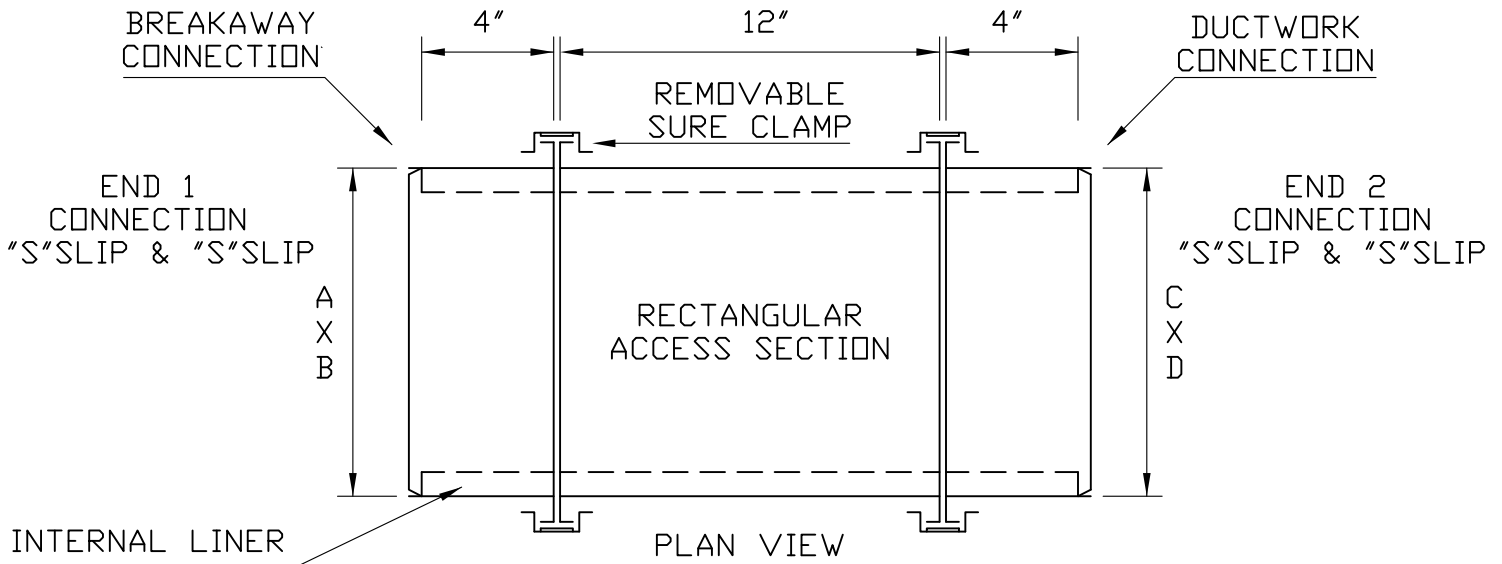 BREAKAWAY
CONNECTION
4"
12"
4"
DUCTWORK
CONNECTION
REMOVABLE
SURE CLAMP
END 1
CONNECTION
"S"SLIP & "S"SLIP
END 2
CONNECTION
"S"SLIP & "S"SLIP
A
X
B
RECTANGULAR
ACCESS SECTION
C
X
D
INTERNAL LINER
PLAN VIEW